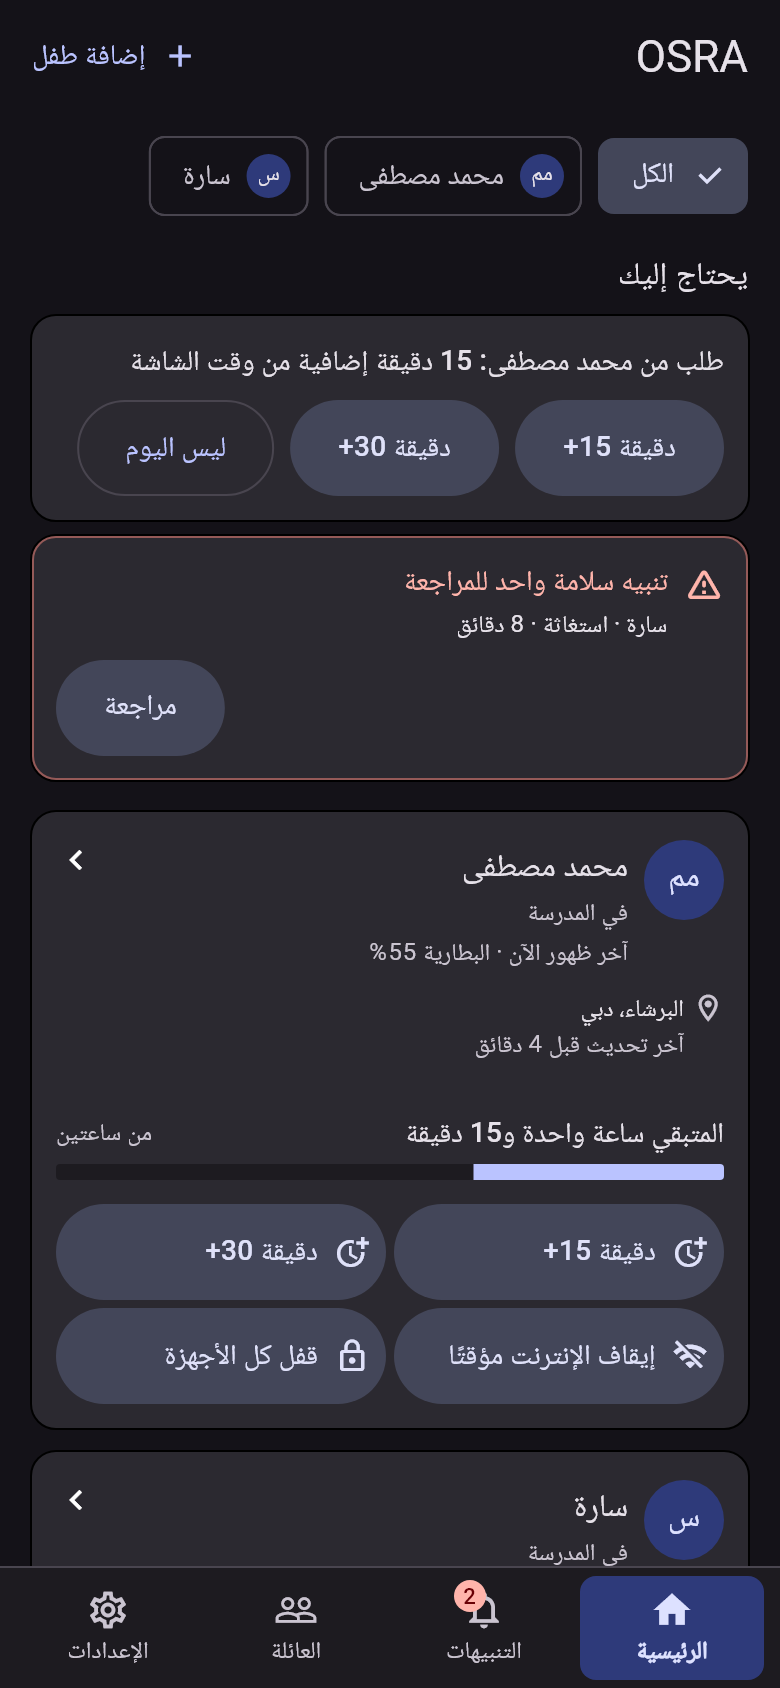 OSRA
إضافة طفل
الكل
مم محمد مصطفى
س سارة
يحتاج إليك
طلب من محمد مصطفى: 15 دقيقة إضافية من وقت الشاشة
+15 دقيقة
+30 دقيقة
ليس اليوم
تنبيه سلامة واحد للمراجعة
سارة · استغاثة · 8 دقائق
مراجعة
مم
محمد مصطفى
في المدرسة
آخر ظهور الآن · البطارية 55%
البرشاء، دبي
آخر تحديث قبل 4 دقائق
المتبقي ساعة واحدة و15 دقيقة
من ساعتين
+15 دقيقة
+30 دقيقة
إيقاف الإنترنت مؤقتًا
قفل كل الأجهزة
س
سارة
في المدرسة
الرئيسية
2
التنبيهات
العائلة
الإعدادات